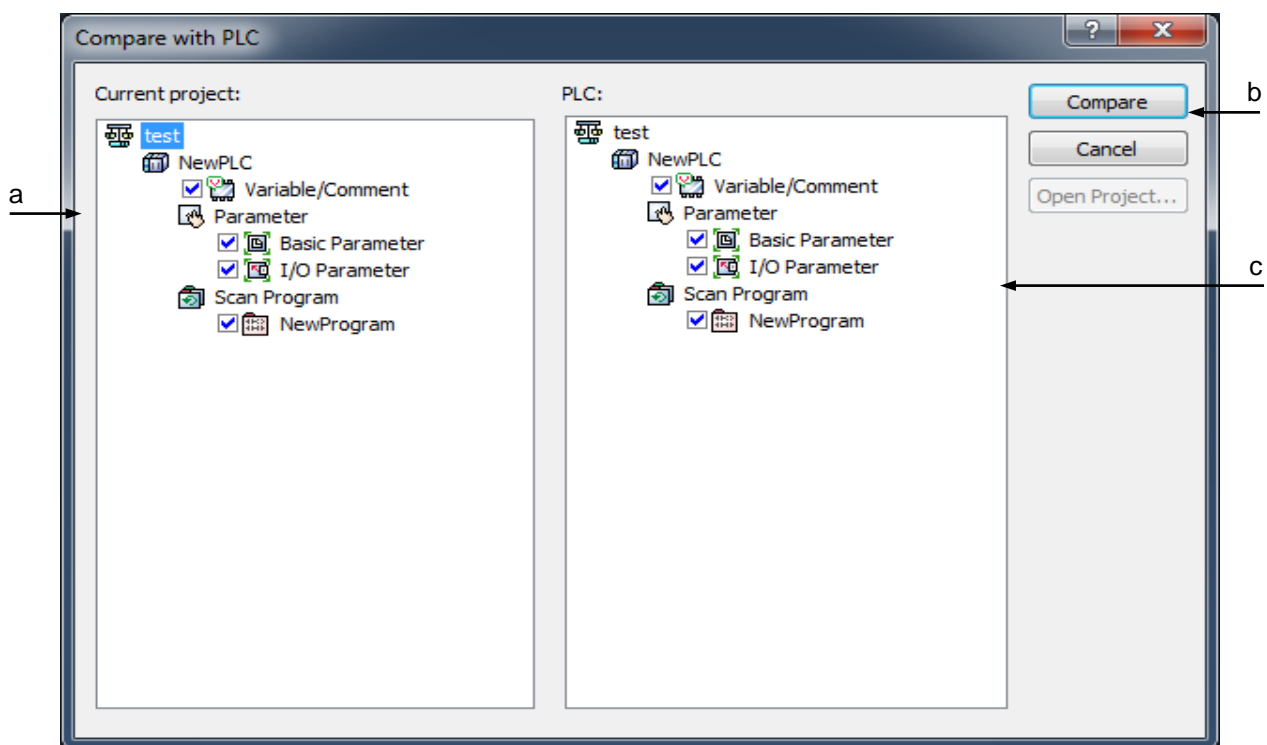 Compare with PLC
?
X
Current project:
PLC:
test
NewPLC
Variable/Comment
Parameter
Basic Parameter
I/O Parameter
Scan Program
NewProgram
test
NewPLC
Variable/Comment
Parameter
Basic Parameter
I/O Parameter
Scan Program
NewProgram
Compare
Cancel
Open Project...
a
b
c